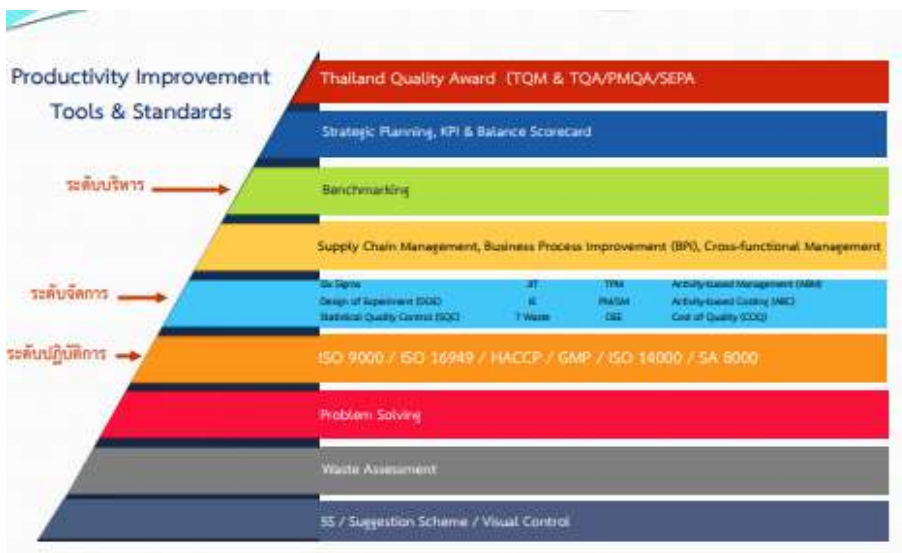 Productivity Improvement
Tools & Standards
Thailand Quality Award (TQM & TQA/PMQA/SEPA
Strategic Planning, KPI & Balance Scorecard
ระดับบริหาร
Benchmarking
Supply Chain Management, Business Process Improvement (BPI), Cross-functional Management
ระดับจัดการ
Six Sigma JIT TPM Activity-based Management (ABM)
Design of Experiment (DOE) IE PM/SM Activity-based Costing (ABC)
Statistical Quality Control (SQC) 7 Waste OEE Cost of Quality (COQ)
ระดับปฏิบัติการ
ISO 9000 / ISO 16949 / HACCP / GMP / ISO 14000 / SA 8000
Problem Solving
Waste Assessment
5S / Suggestion Scheme / Visual Control